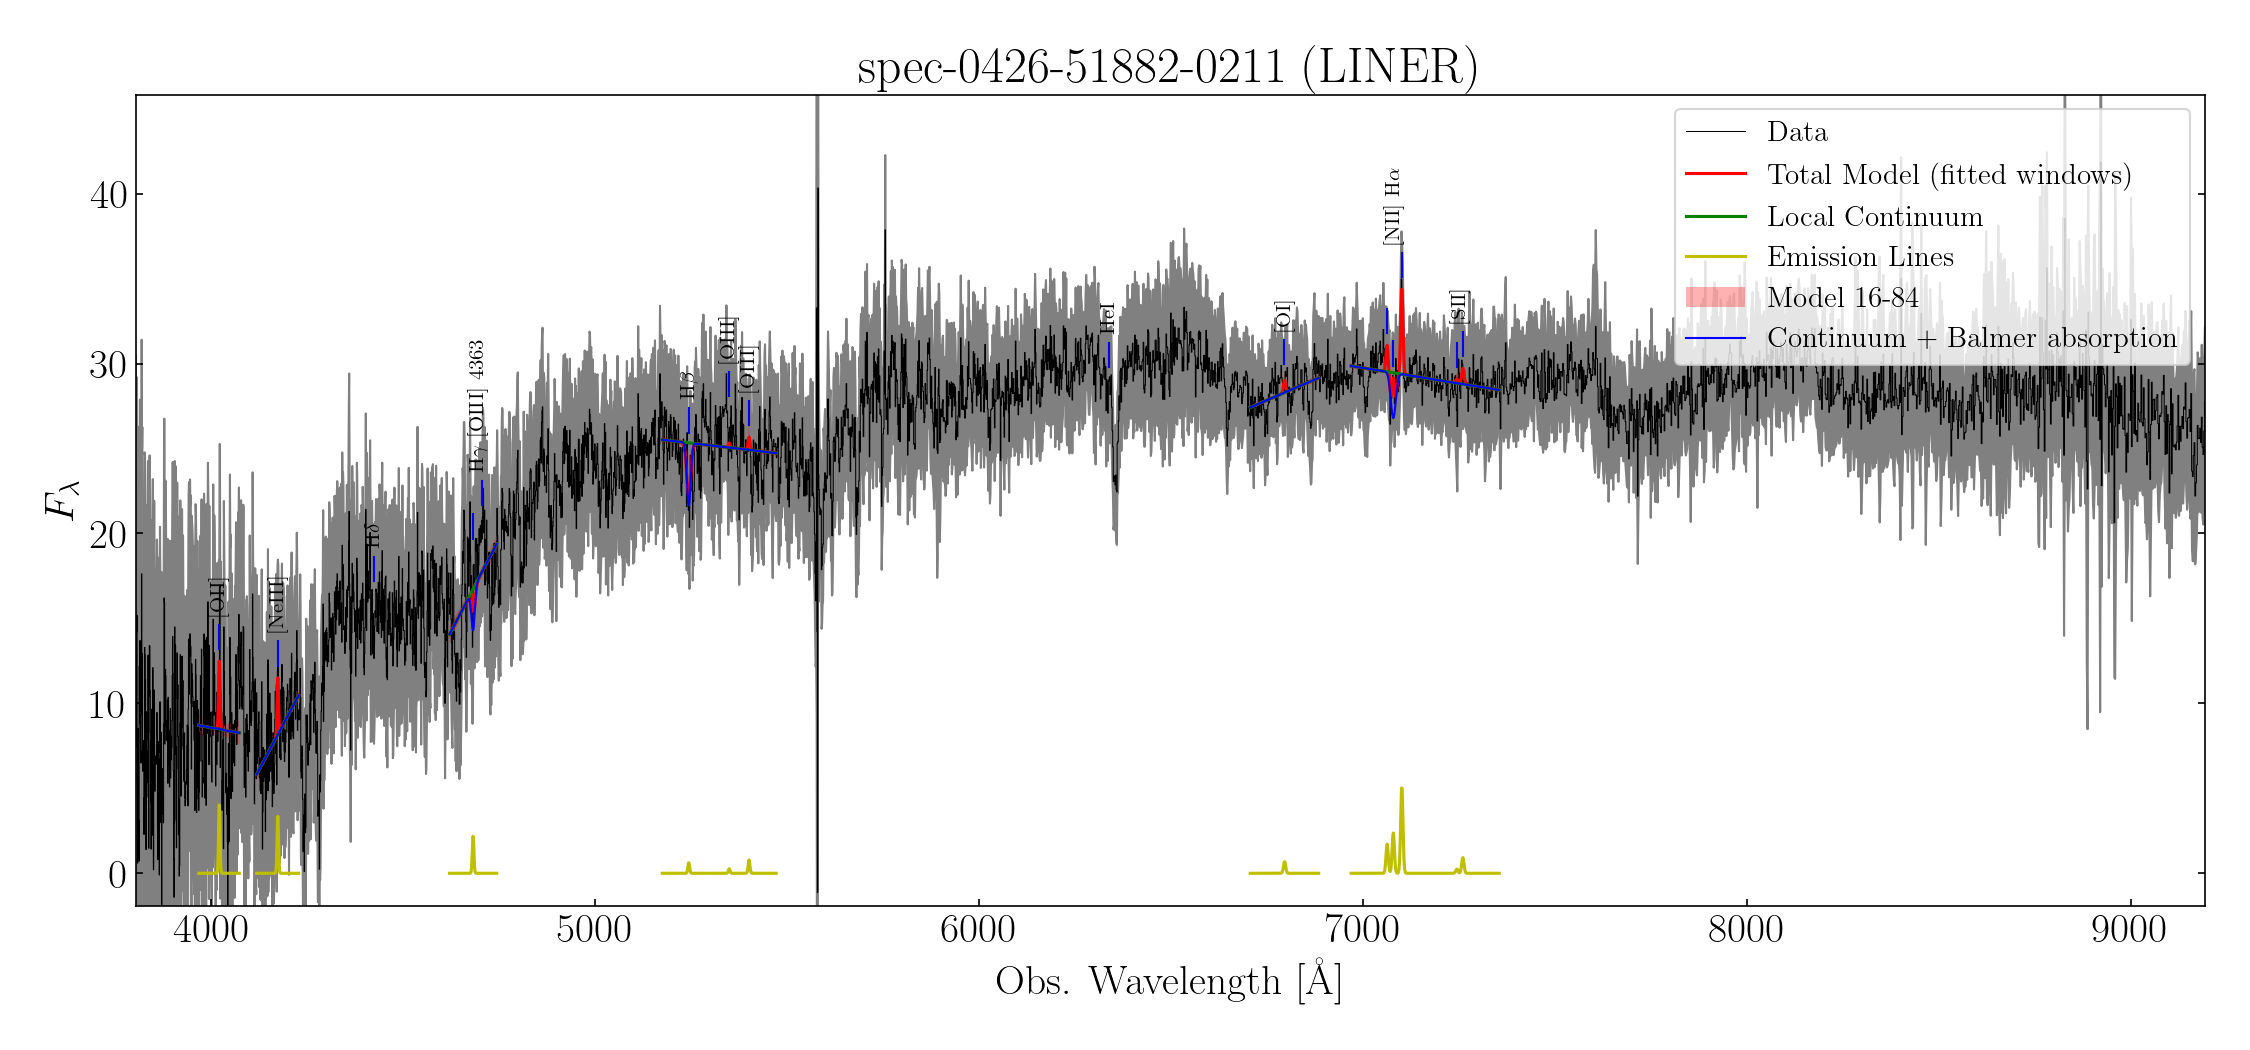 spec-0426-51882-0211 (LINER)
Data
Total Model (fitted windows)
Local Continuum
Emission Lines
Model 16-84
Continuum + Balmer absorption
[OII]
[NeIII]
Hδ
Hγ
[OIII] 4363
Hβ
[OIII]
[OIII]
HeI
[OI]
[NII]
Hα
[SII]
Fλ
40
30
20
10
0
4000
5000
6000
7000
8000
9000
Obs. Wavelength [Å]